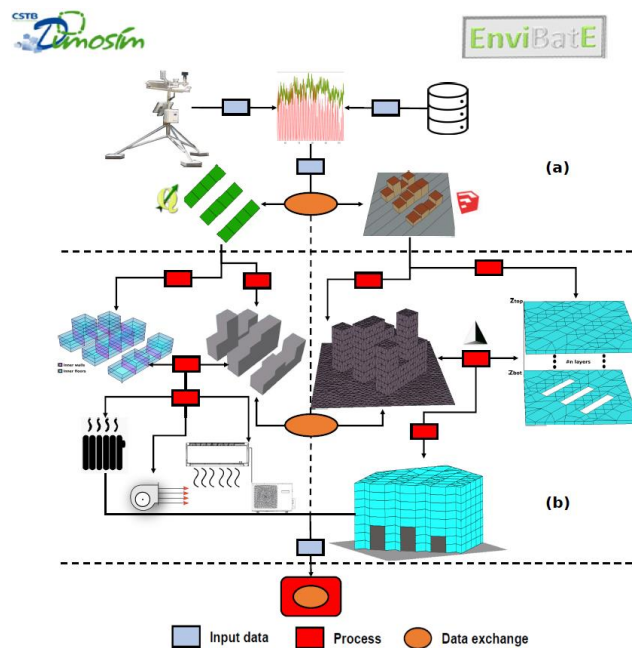 CSTB
Dimosim
EnviBatE
(a)
Ztop
#n layers
Zbot
Inner walls
Inner floors
(b)
Input data
Process
Data exchange